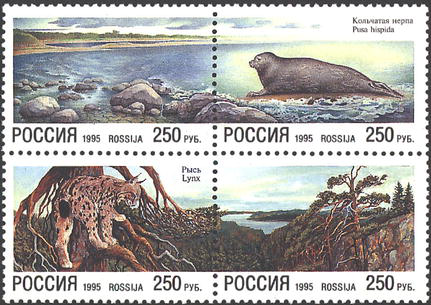 Кольчатая нерпа
Pusa hispida
РОССИЯ 1995 ROSSIJA 250 РУБ.
РОССИЯ 1995 ROSSIJA 250 РУБ.
Рысь
Lynx
РОССИЯ 1995 ROSSIJA 250 РУБ.
РОССИЯ 1995 ROSSIJA 250 РУБ.